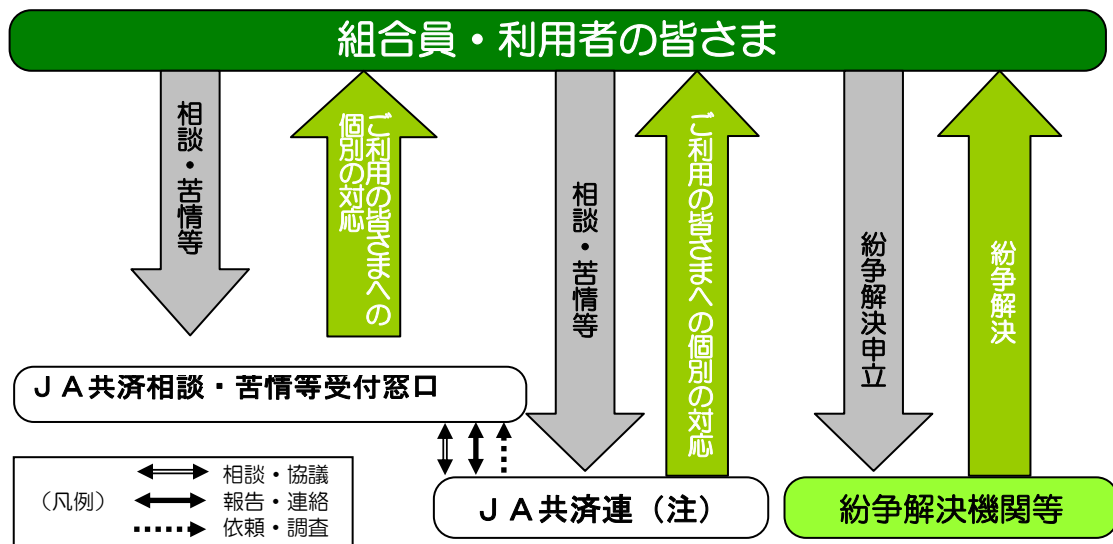 組合員・利用者の皆さま
相談・苦情等
ご利用の皆さまへの
個別の対応
相談・苦情等
ご利用の皆さまへの個別の対応
紛争解決申立
紛争解決
ＪＡ共済相談・苦情等受付窓口
（凡例）
相談・協議
報告・連絡
依頼・調査
ＪＡ共済連（注）
紛争解決機関等